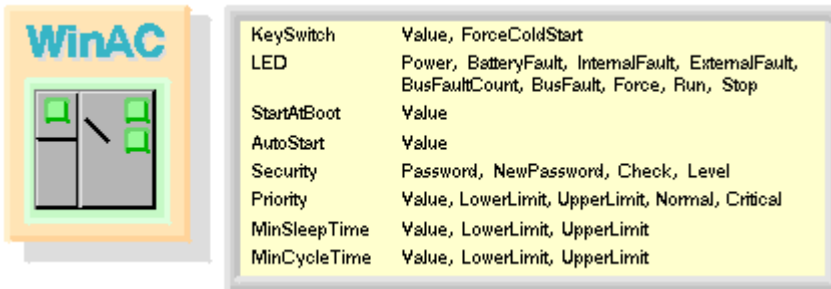 WinAC
KeySwitch Value, ForceColdStart
LED Power, BatteryFault, InternalFault, ExternalFault,
BusFaultCount, BusFault, Force, Run, Stop
StartAtBoot Value
AutoStart Value
Security Password, NewPassword, Check, Level
Priority Value, LowerLimit, UpperLimit, Normal, Critical
MinSleepTime Value, LowerLimit, UpperLimit
MinCycleTime Value, LowerLimit, UpperLimit